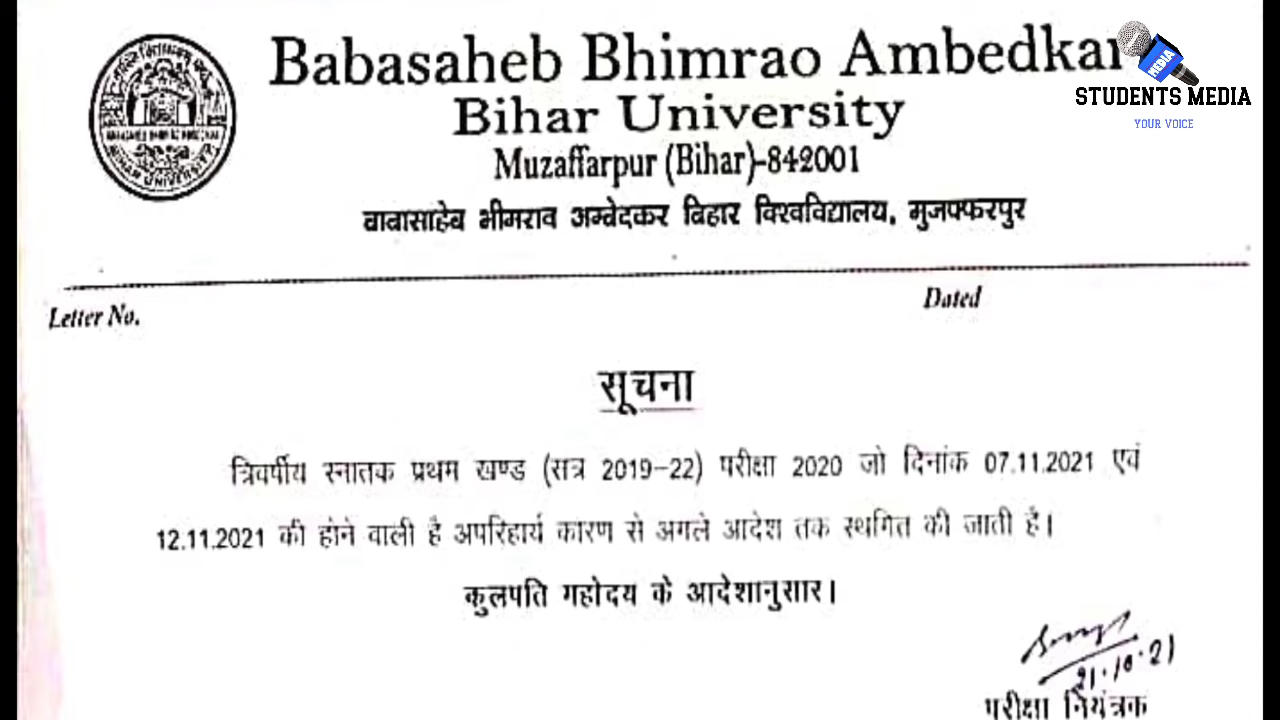 Babasaheb Bhimrao Ambedkar
Bihar University
Muzaffarpur (Bihar)-842001
बाबासाहेब भीमराव अम्बेदकर बिहार विश्वविद्यालय, मुजफ्फरपुर
MEDIA
STUDENTS MEDIA
YOUR VOICE
Letter No.
Dated
सूचना
त्रिवर्षीय स्नातक प्रथम खण्ड (सत्र 2019-22) परीक्षा 2020 जो दिनांक 07.11.2021 एवं
12.11.2021 की होने वाली है अपरिहार्य कारण से अगले आदेश तक स्थगित की जाती है।
कुलपति महोदय के आदेशानुसार।
21.10.21
परीक्षा नियंत्रक